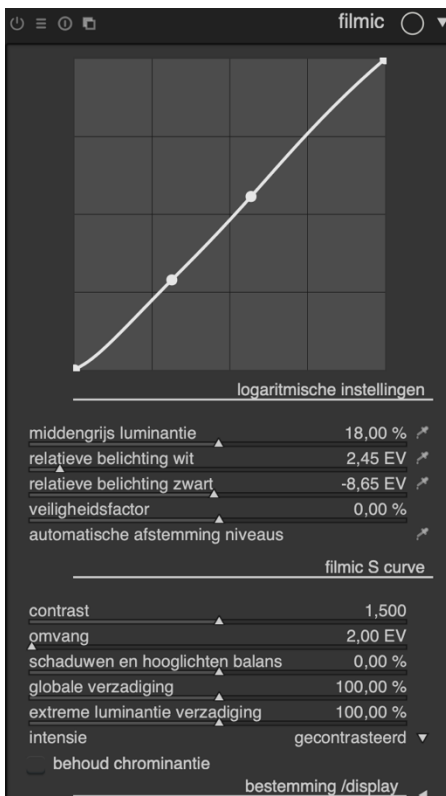 filmic
logaritmische instellingen
middengrijs luminantie 18,00 %
relatieve belichting wit 2,45 EV
relatieve belichting zwart -8,65 EV
veiligheidsfactor 0,00 %
automatische afstemming niveaus
filmic S curve
contrast 1,500
omvang 2,00 EV
schaduwen en hooglichten balans 0,00 %
globale verzadiging 100,00 %
extreme luminantie verzadiging 100,00 %
intensie gecontrasteerd
behoud chrominantie
bestemming /display